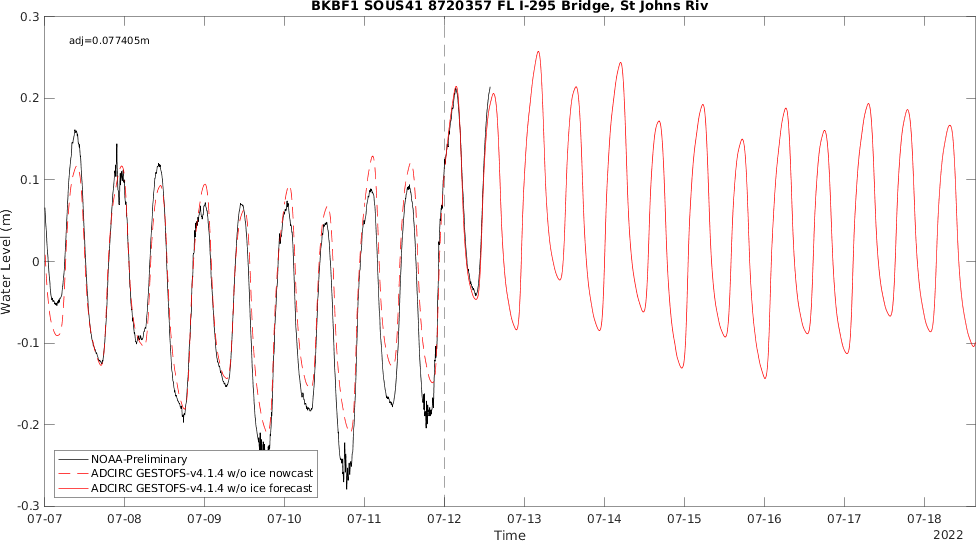 BKBF1 SOUS41 8720357 FL I-295 Bridge, St Johns Riv
adj=0.077405m
0.3
0.2
0.1
0
-0.1
-0.2
-0.3
Water Level (m)
NOAA-Preliminary
ADCIRC GESTOFS-v4.1.4 w/o ice nowcast
ADCIRC GESTOFS-v4.1.4 w/o ice forecast
07-07 07-08 07-09 07-10 07-11 07-12 07-13 07-14 07-15 07-16 07-17 07-18
Time
2022